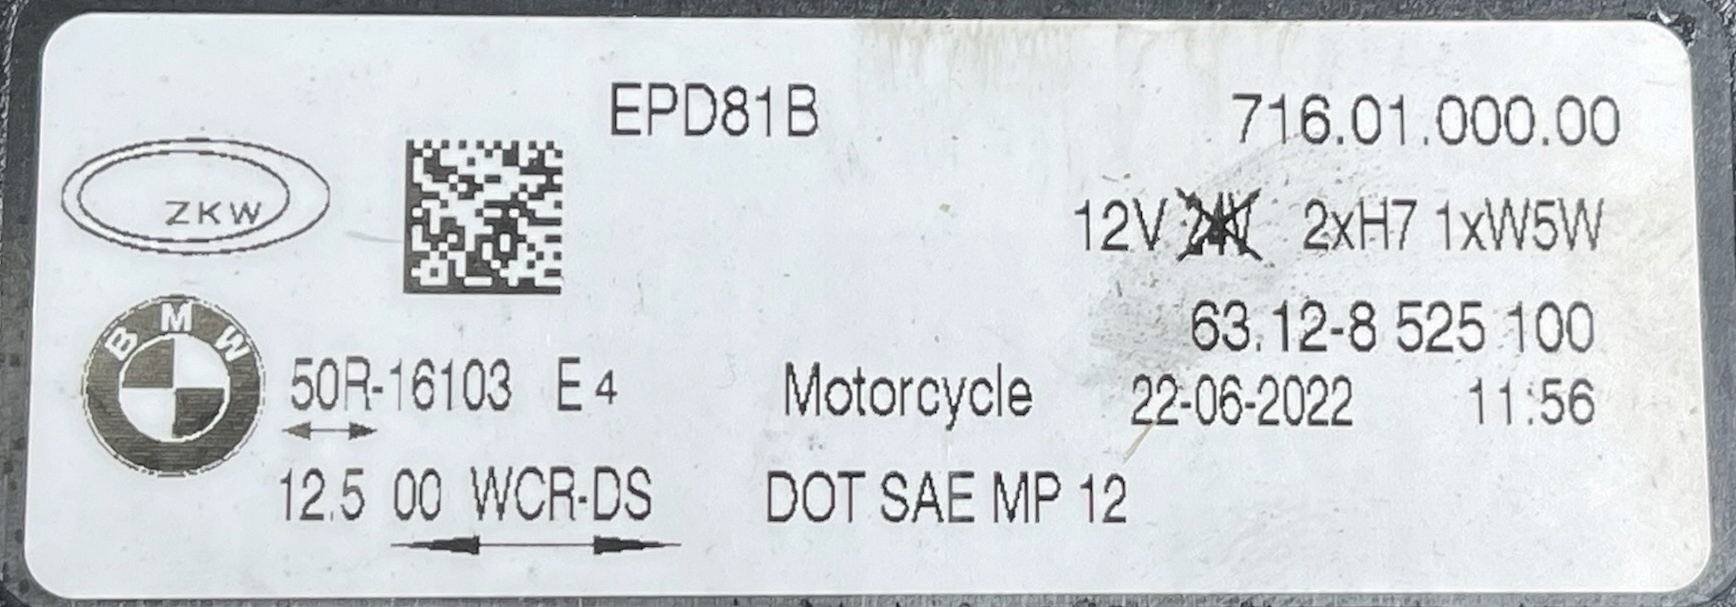 EPD81B 716.01.000.00
ZKW
12V 24V 2xH7 1xW5W
63.12-8 525 100
BMW
50R-16103 E4 Motorcycle 22-06-2022 11:56
12.5 00 WCR-DS DOT SAE MP 12